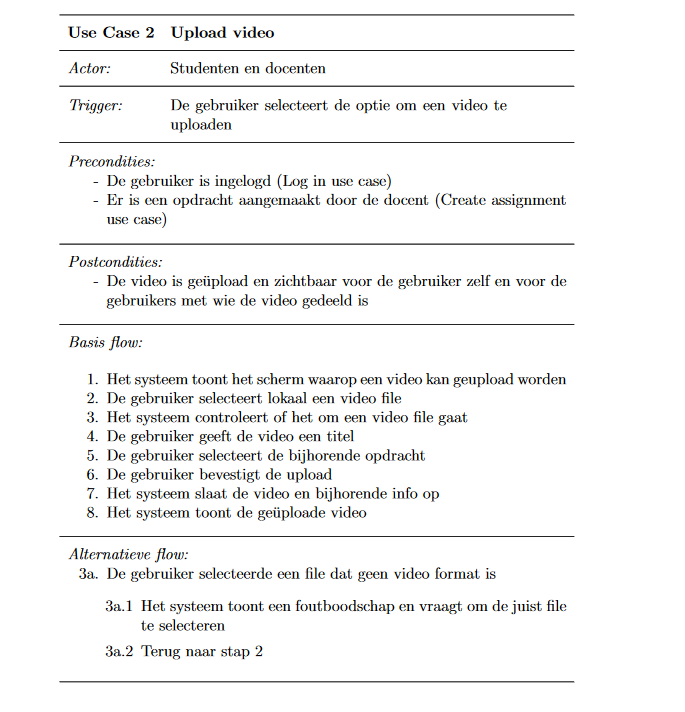 Use Case 2 Upload video
Actor: Studenten en docenten
Trigger: De gebruiker selecteert de optie om een video te
uploaden
Precondities:
- De gebruiker is ingelogd (Log in use case)
- Er is een opdracht aangemaakt door de docent (Create assignment
use case)
Postcondities:
- De video is geüpload en zichtbaar voor de gebruiker zelf en voor de
gebruikers met wie de video gedeeld is
Basis flow:
1. Het systeem toont het scherm waarop een video kan geupload worden
2. De gebruiker selecteert lokaal een video file
3. Het systeem controleert of het om een video file gaat
4. De gebruiker geeft de video een titel
5. De gebruiker selecteert de bijhorende opdracht
6. De gebruiker bevestigt de upload
7. Het systeem slaat de video en bijhorende info op
8. Het systeem toont de geüploade video
Alternatieve flow:
3a. De gebruiker selecteerde een file dat geen video format is
3a.1 Het systeem toont een foutboodschap en vraagt om de juist file
te selecteren
3a.2 Terug naar stap 2